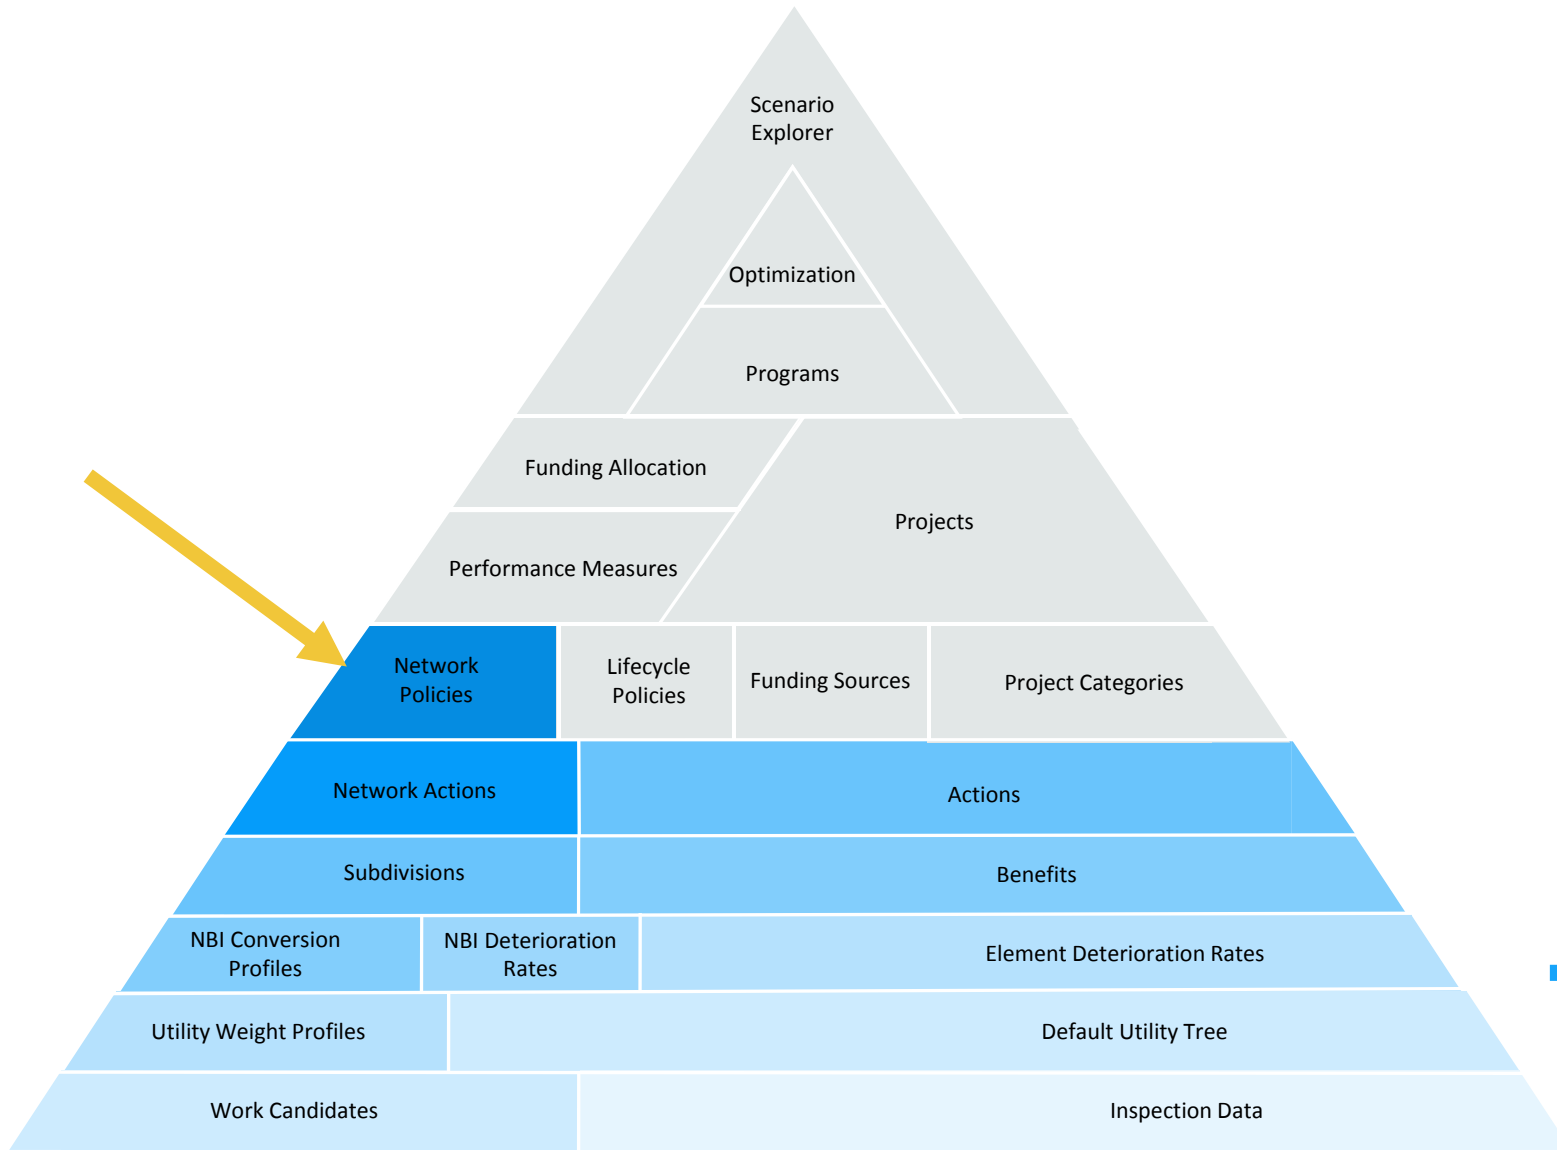 Scenario
Explorer
Optimization
Programs
Funding Allocation
Projects
Performance Measures
Network
Policies
Lifecycle
Policies
Funding Sources
Project Categories
Network Actions
Actions
Subdivisions
Benefits
NBI Conversion
Profiles
NBI Deterioration
Rates
Element Deterioration Rates
Utility Weight Profiles
Default Utility Tree
Work Candidates
Inspection Data